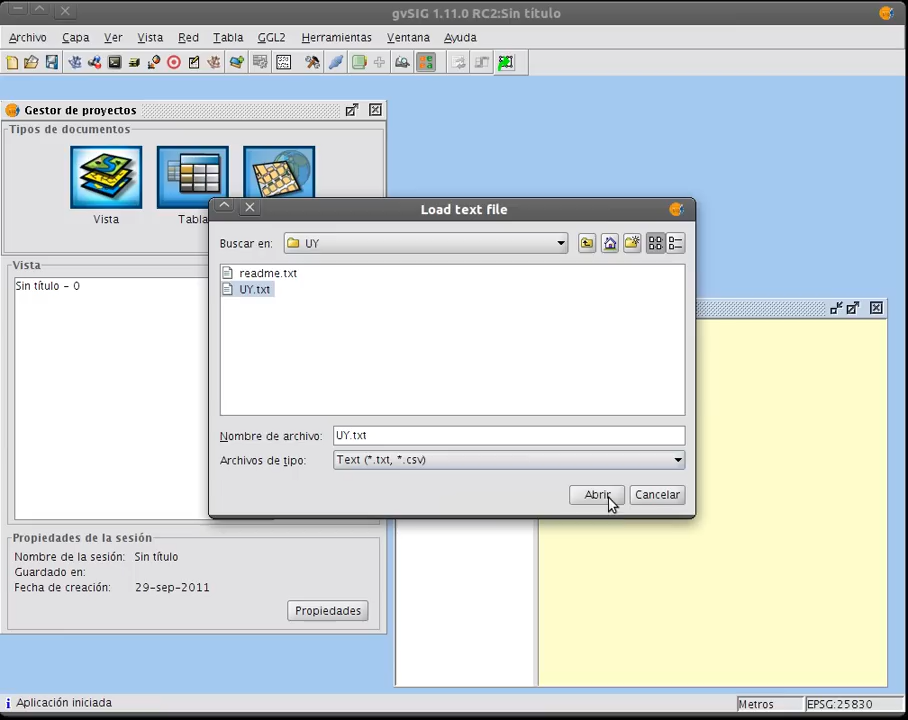 gvSIG 1.11.0 RC2:Sin título
Archivo Capa Ver Vista Red Tabla GGL2 Herramientas Ventana Ayuda
Gestor de proyectos
Tipos de documentos
Vista
Tabla
Load text file
Buscar en: UY
readme.txt
UY.txt
Nombre de archivo: UY.txt
Archivos de tipo: Text (*.txt, *.csv)
Abrir Cancelar
Vista
Sin título - 0
Propiedades de la sesión
Nombre de la sesión: Sin título
Guardado en:
Fecha de creación: 29-sep-2011
Propiedades
Aplicación iniciada
Metros
EPSG:25830